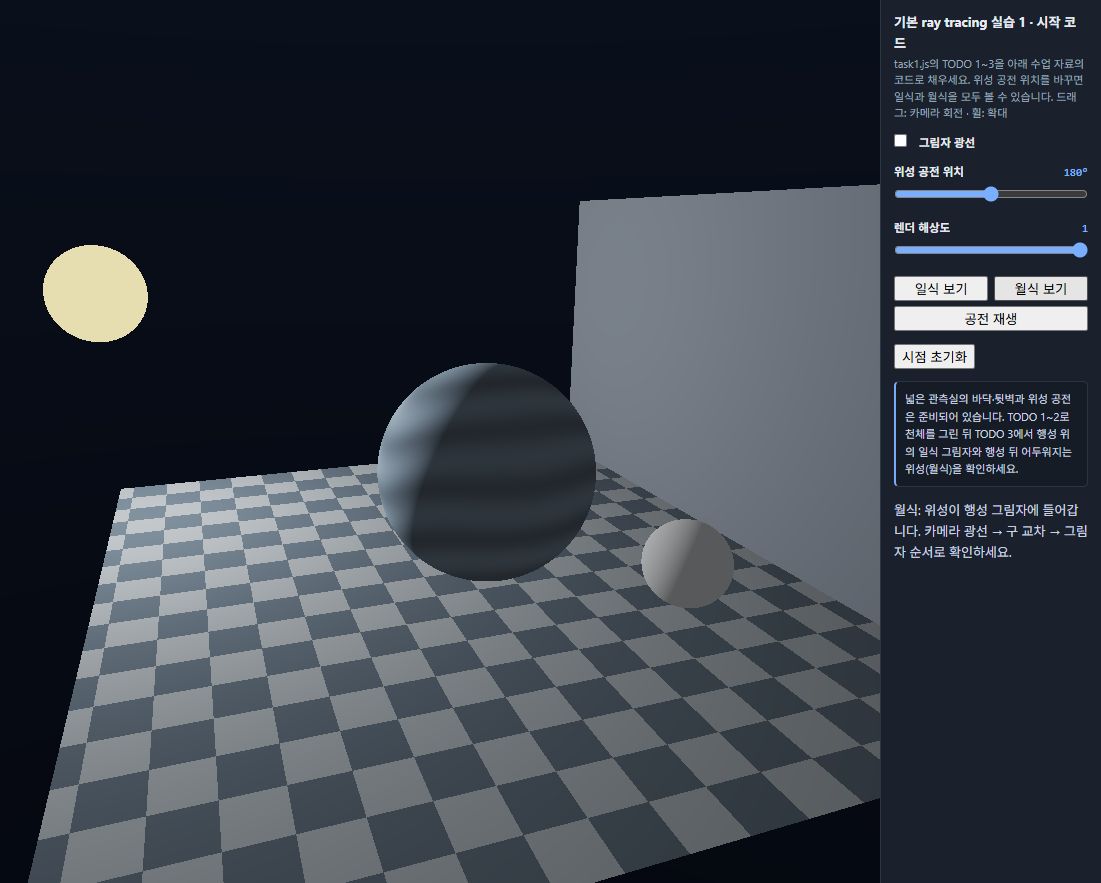 기본 ray tracing 실습 1 · 시작 코
드
task1.js의 TODO 1~3을 아래 수업 자료의
코드로 채우세요. 위성 공전 위치를 바꾸면
일식과 월식을 모두 볼 수 있습니다. 드래
그: 카메라 회전 · 휠: 확대
그림자 광선
위성 공전 위치 180°
렌더 해상도 1
일식 보기 월식 보기
공전 재생
시점 초기화
넓은 관측실의 바닥·뒷벽과 위성 공전
은 준비되어 있습니다. TODO 1~2로
천체를 그린 뒤 TODO 3에서 행성 위
의 일식 그림자와 행성 뒤 어두워지는
위성(월식)을 확인하세요.
월식: 위성이 행성 그림자에 들어갑
니다. 카메라 광선 → 구 교차 → 그림
자 순서로 확인하세요.